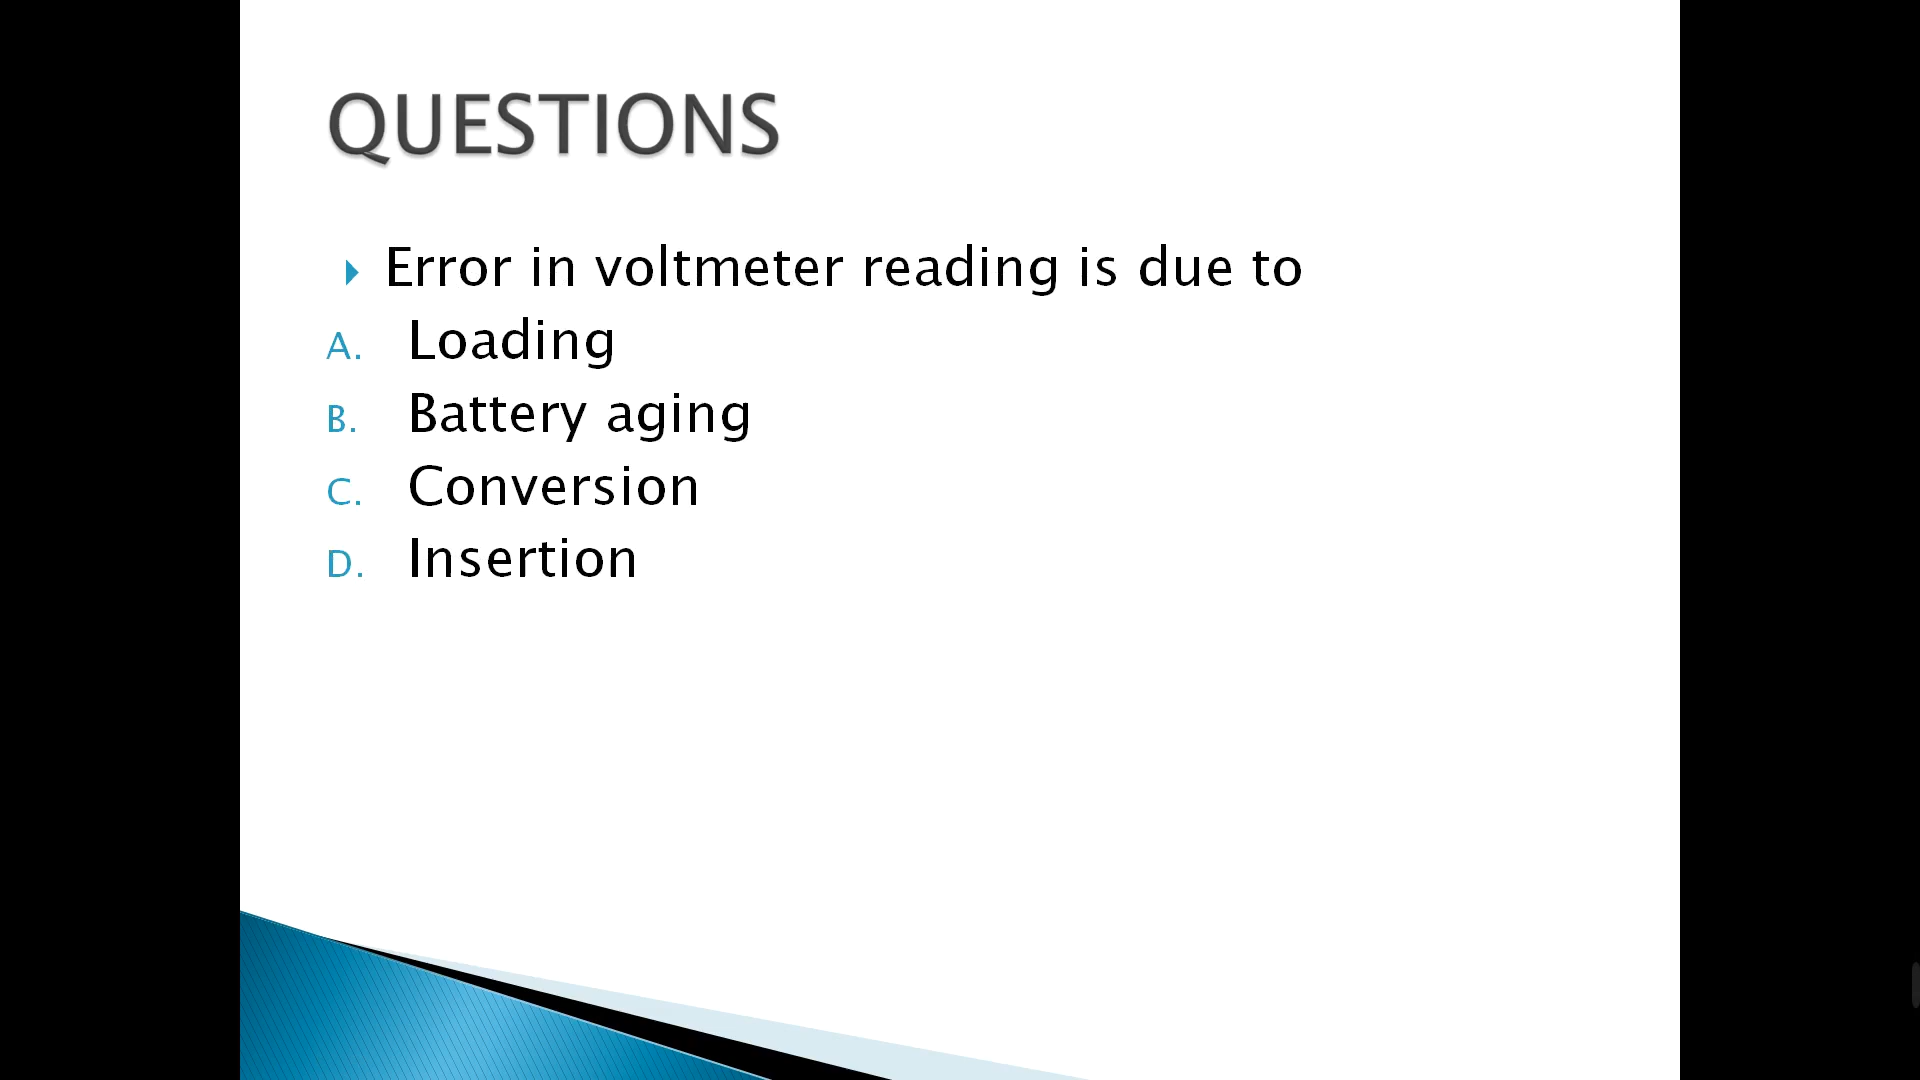 QUESTIONS
Error in voltmeter reading is due to
A. Loading
B. Battery aging
C. Conversion
D. Insertion